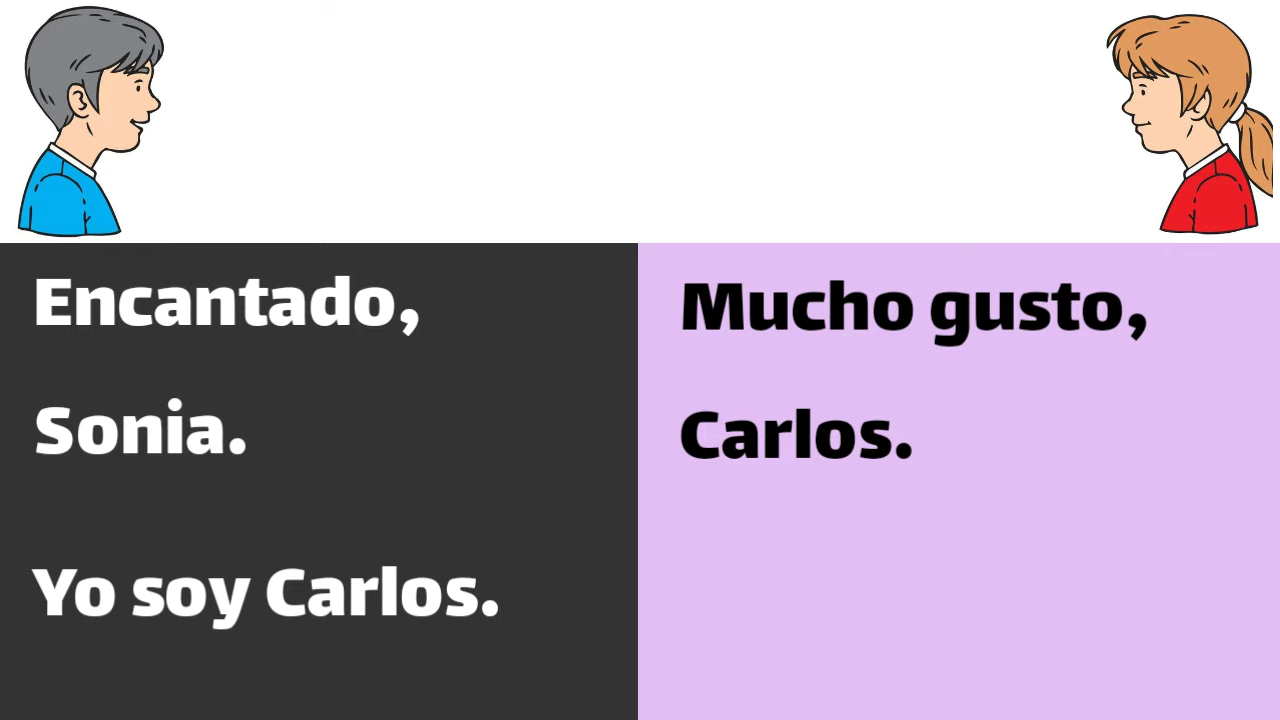 Encantado,
Sonia.
Yo soy Carlos.
Mucho gusto,
Carlos.